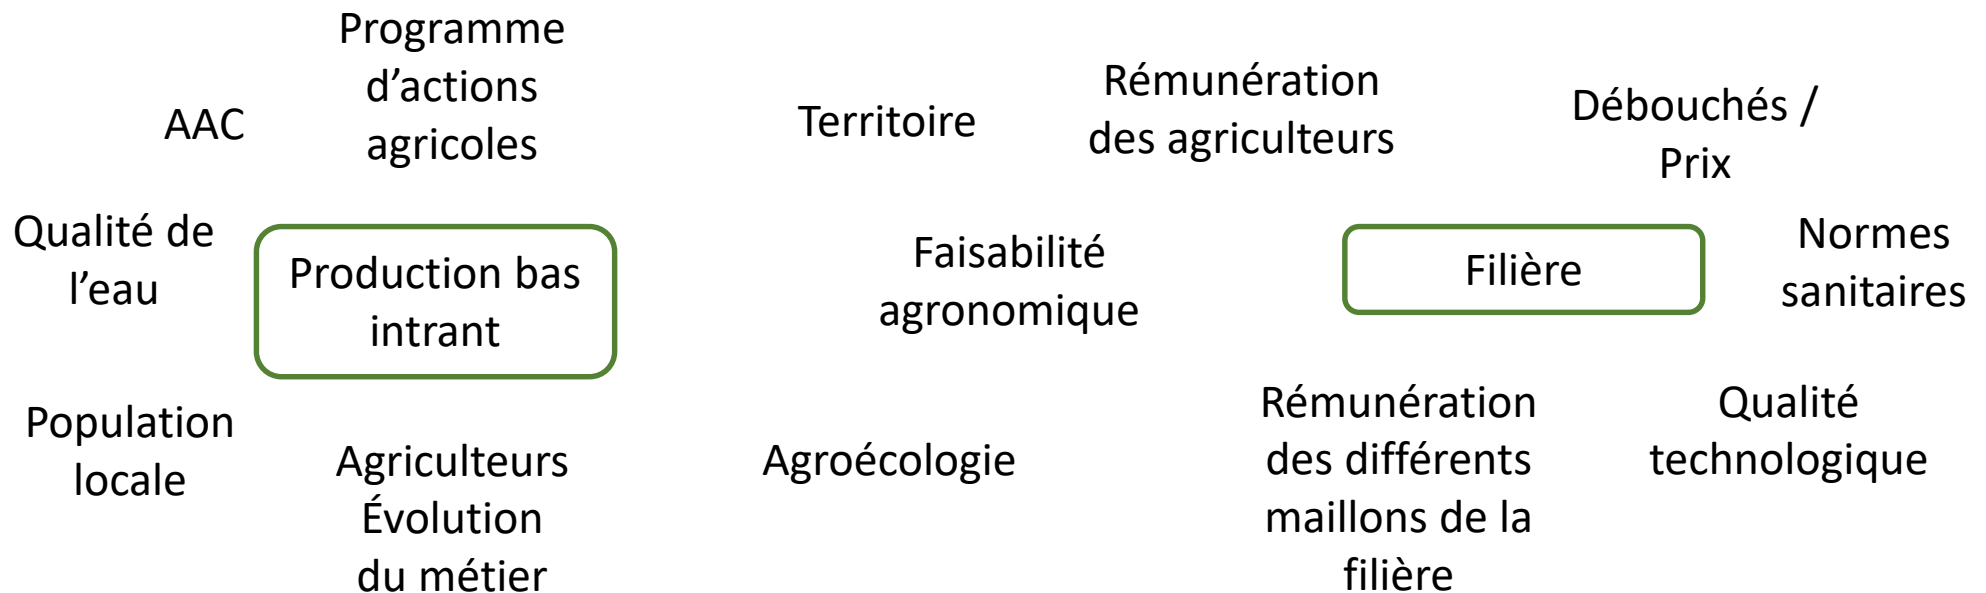 Programme
d’actions
agricoles
AAC
Territoire
Rémunération
des agriculteurs
Débouchés /
Prix
Qualité de
l’eau
Production bas
intrant
Faisabilité
agronomique
Filière
Normes
sanitaires
Population
locale
Agriculteurs
Évolution
du métier
Agroécologie
Rémunération
des différents
maillons de la
filière
Qualité
technologique